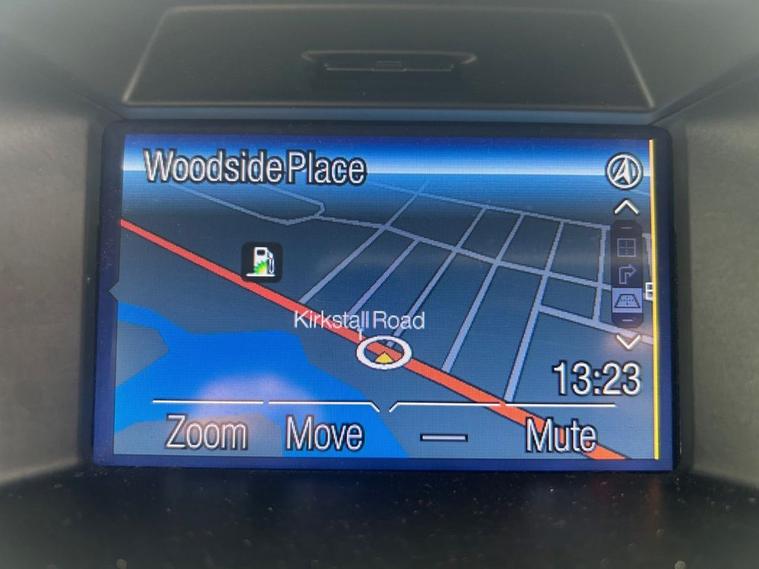 Woodside Place
Kirkstall Road
13:23
Zoom Move Mute